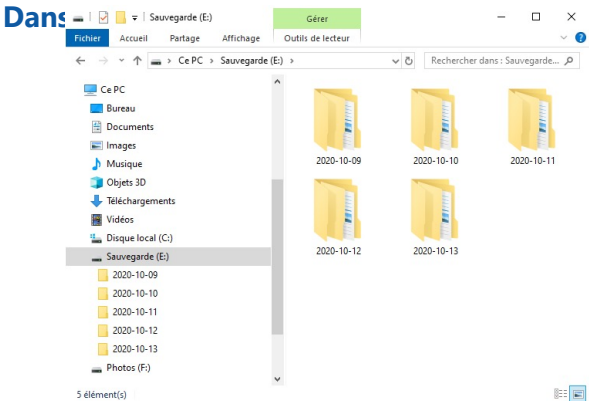 Dans
Sauvegarde (E:)
Gérer
Fichier Accueil Partage Affichage Outils de lecteur
Ce PC > Sauvegarde (E:) >
Rechercher dans : Sauvegarde...
Ce PC
Bureau
Documents
Images
Musique
Objets 3D
Téléchargements
Vidéos
Disque local (C:)
Sauvegarde (E:)
2020-10-09
2020-10-10
2020-10-11
2020-10-12
2020-10-13
Photos (F:)
2020-10-09 2020-10-10 2020-10-11
2020-10-12 2020-10-13
5 élément(s)